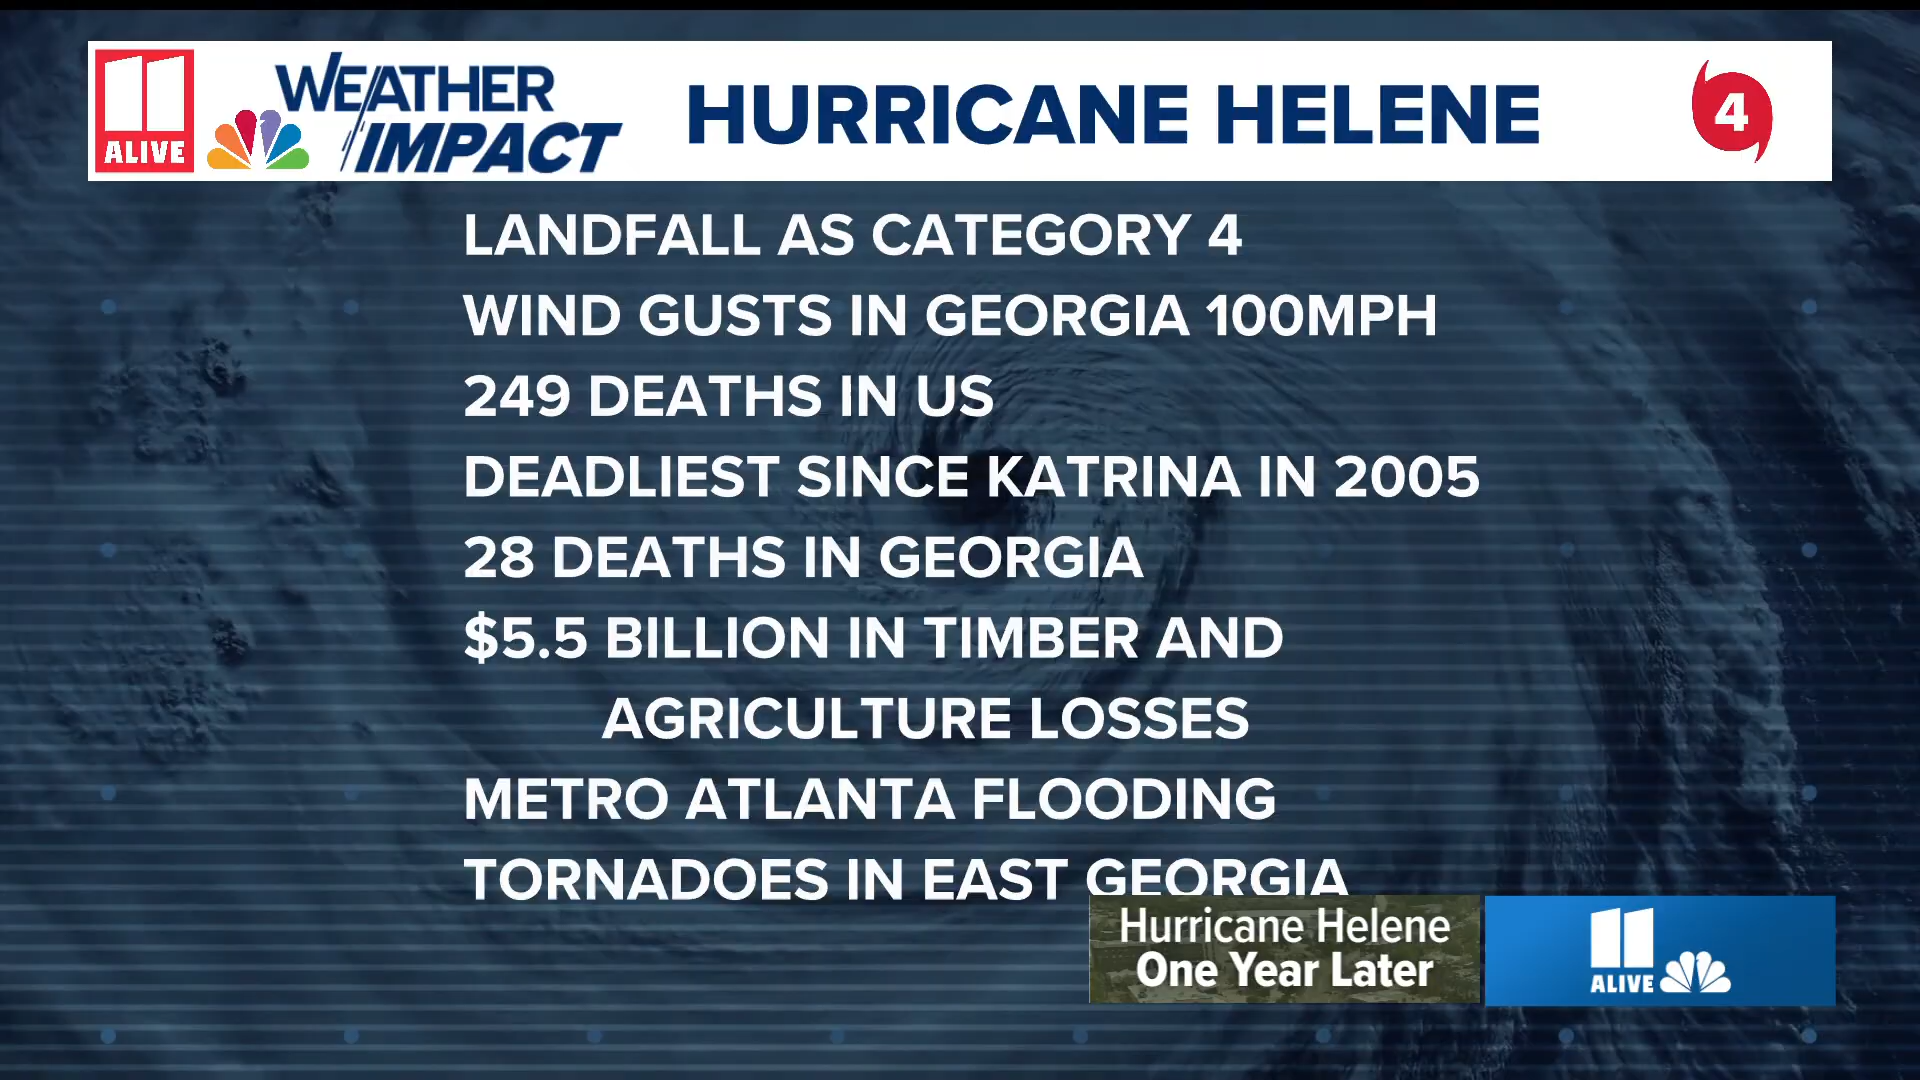 11 ALIVE
WEATHER IMPACT
HURRICANE HELENE
4
LANDFALL AS CATEGORY 4
WIND GUSTS IN GEORGIA 100MPH
249 DEATHS IN US
DEADLIEST SINCE KATRINA IN 2005
28 DEATHS IN GEORGIA
$5.5 BILLION IN TIMBER AND
AGRICULTURE LOSSES
METRO ATLANTA FLOODING
TORNADOES IN EAST GEORGIA
Hurricane Helene
One Year Later
11 ALIVE